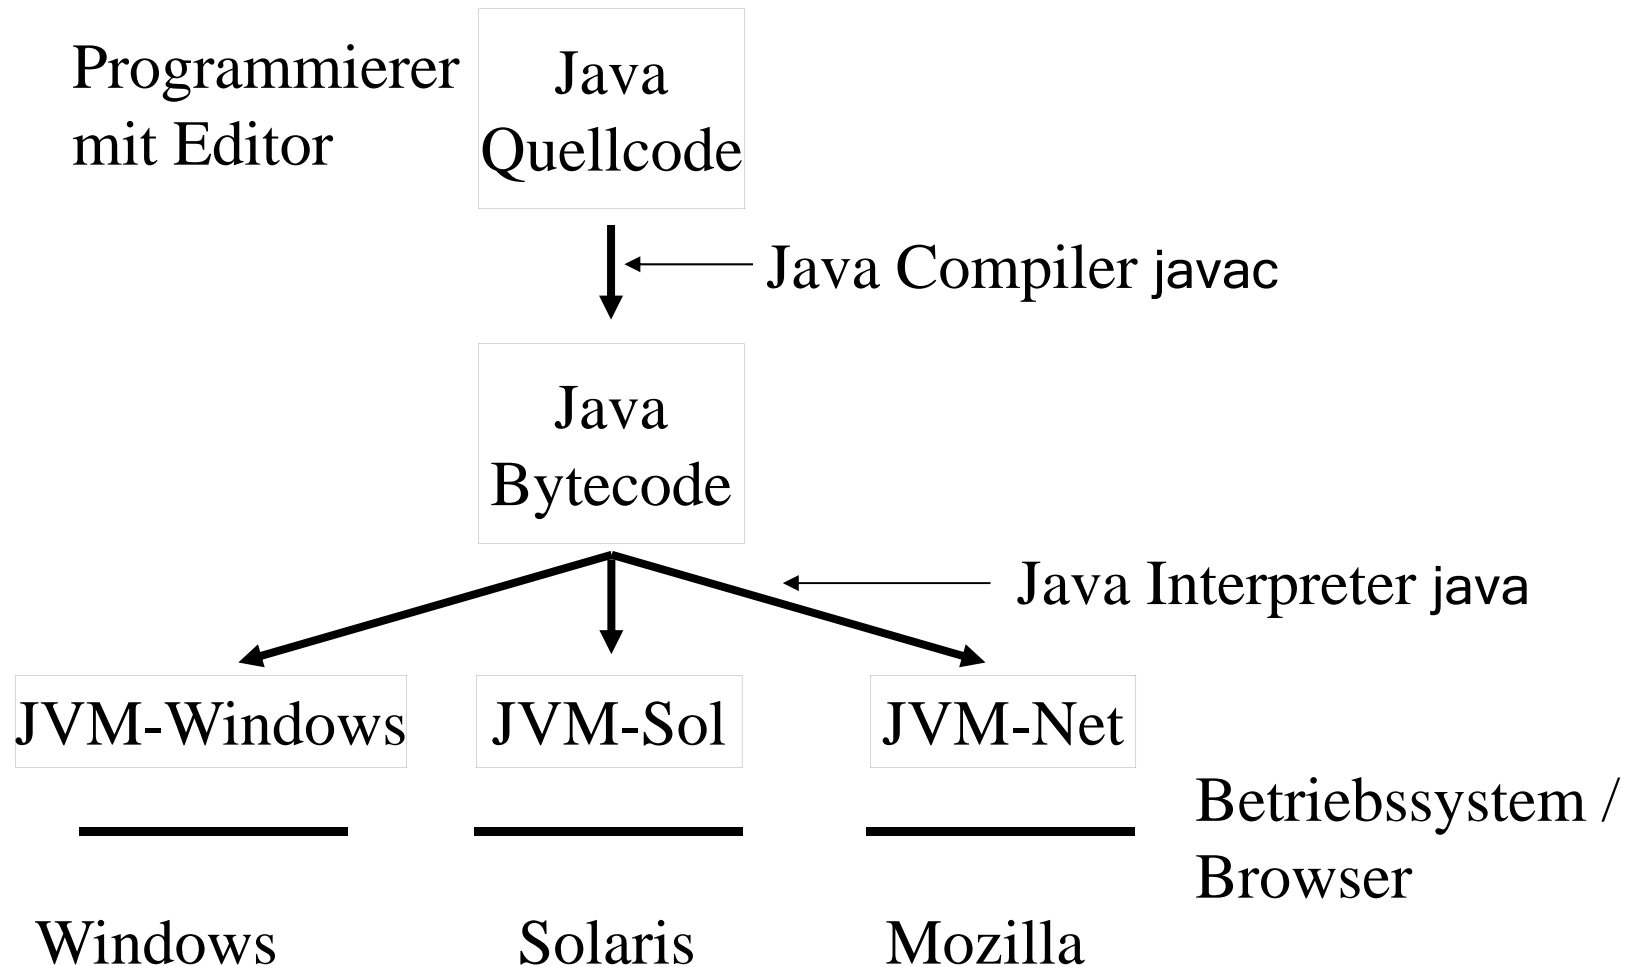 Programmierer
mit Editor
Java
Quellcode
Java Compiler javac
Java
Bytecode
Java Interpreter java
JVM-Windows
JVM-Sol
JVM-Net
Betriebssystem /
Browser
Windows
Solaris
Mozilla